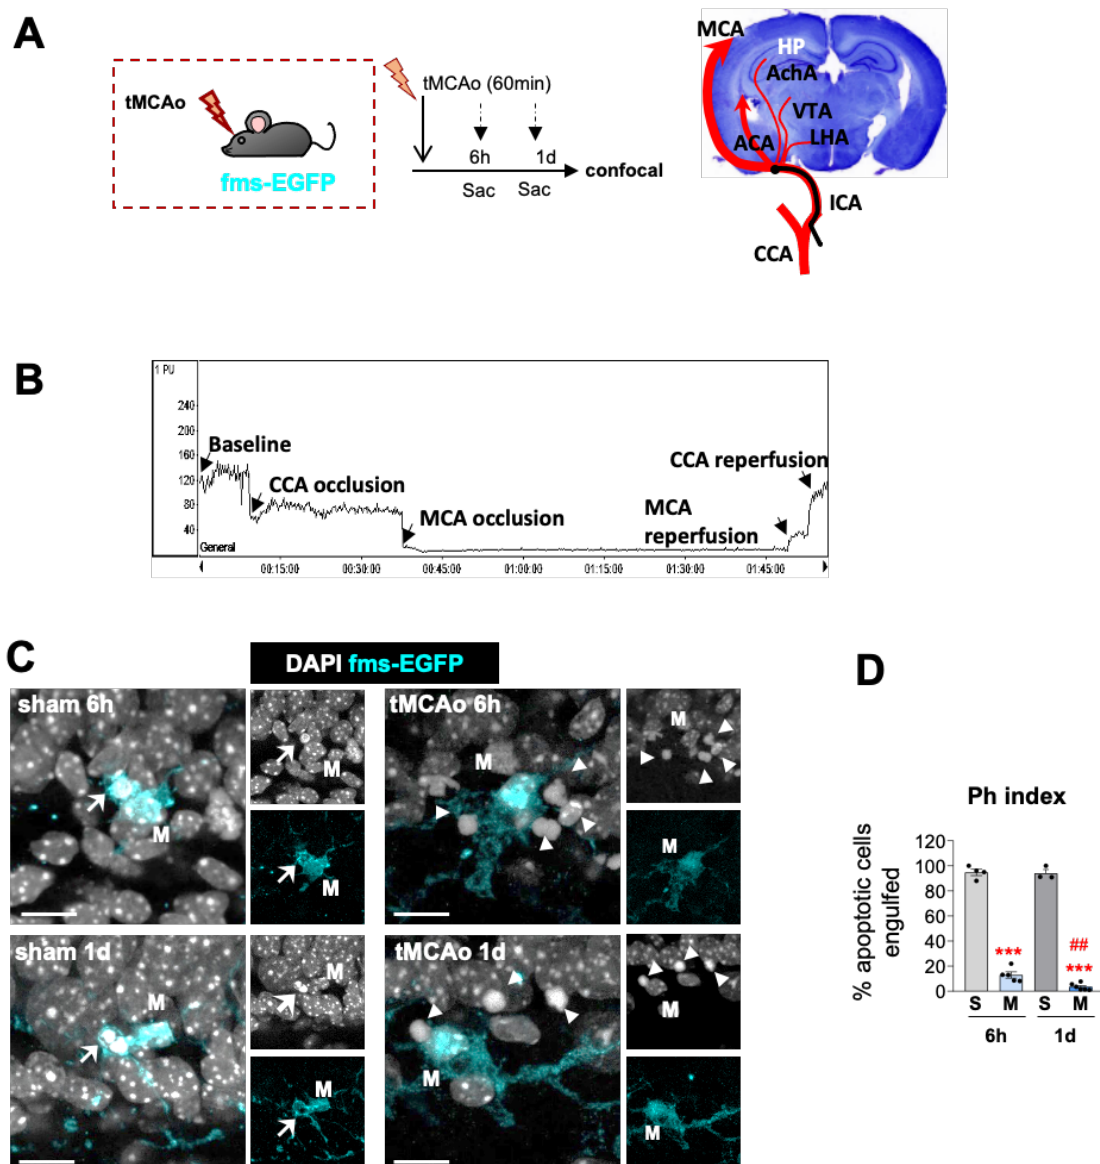 A
tMCAo
fms-EGFP
tMCAo (60min)
6h
1d
confocal
Sac
Sac
MCA
HP
AchA
VTA
ACA
LHA
ICA
CCA
B
1 PU
240
200
160
120
80
40
Baseline
CCA occlusion
MCA occlusion
MCA
reperfusion
CCA reperfusion
General
00:15:00
00:30:00
00:45:00
01:00:00
01:15:00
01:30:00
01:45:00
C
DAPI fms-EGFP
sham 6h
M
M
M
tMCAo 6h
M
M
M
sham 1d
M
M
M
tMCAo 1d
M
M
M
D
Ph index
% apoptotic cells
engulfed
120
100
80
60
40
20
0
***
##
***
S
M
S
M
6h
1d